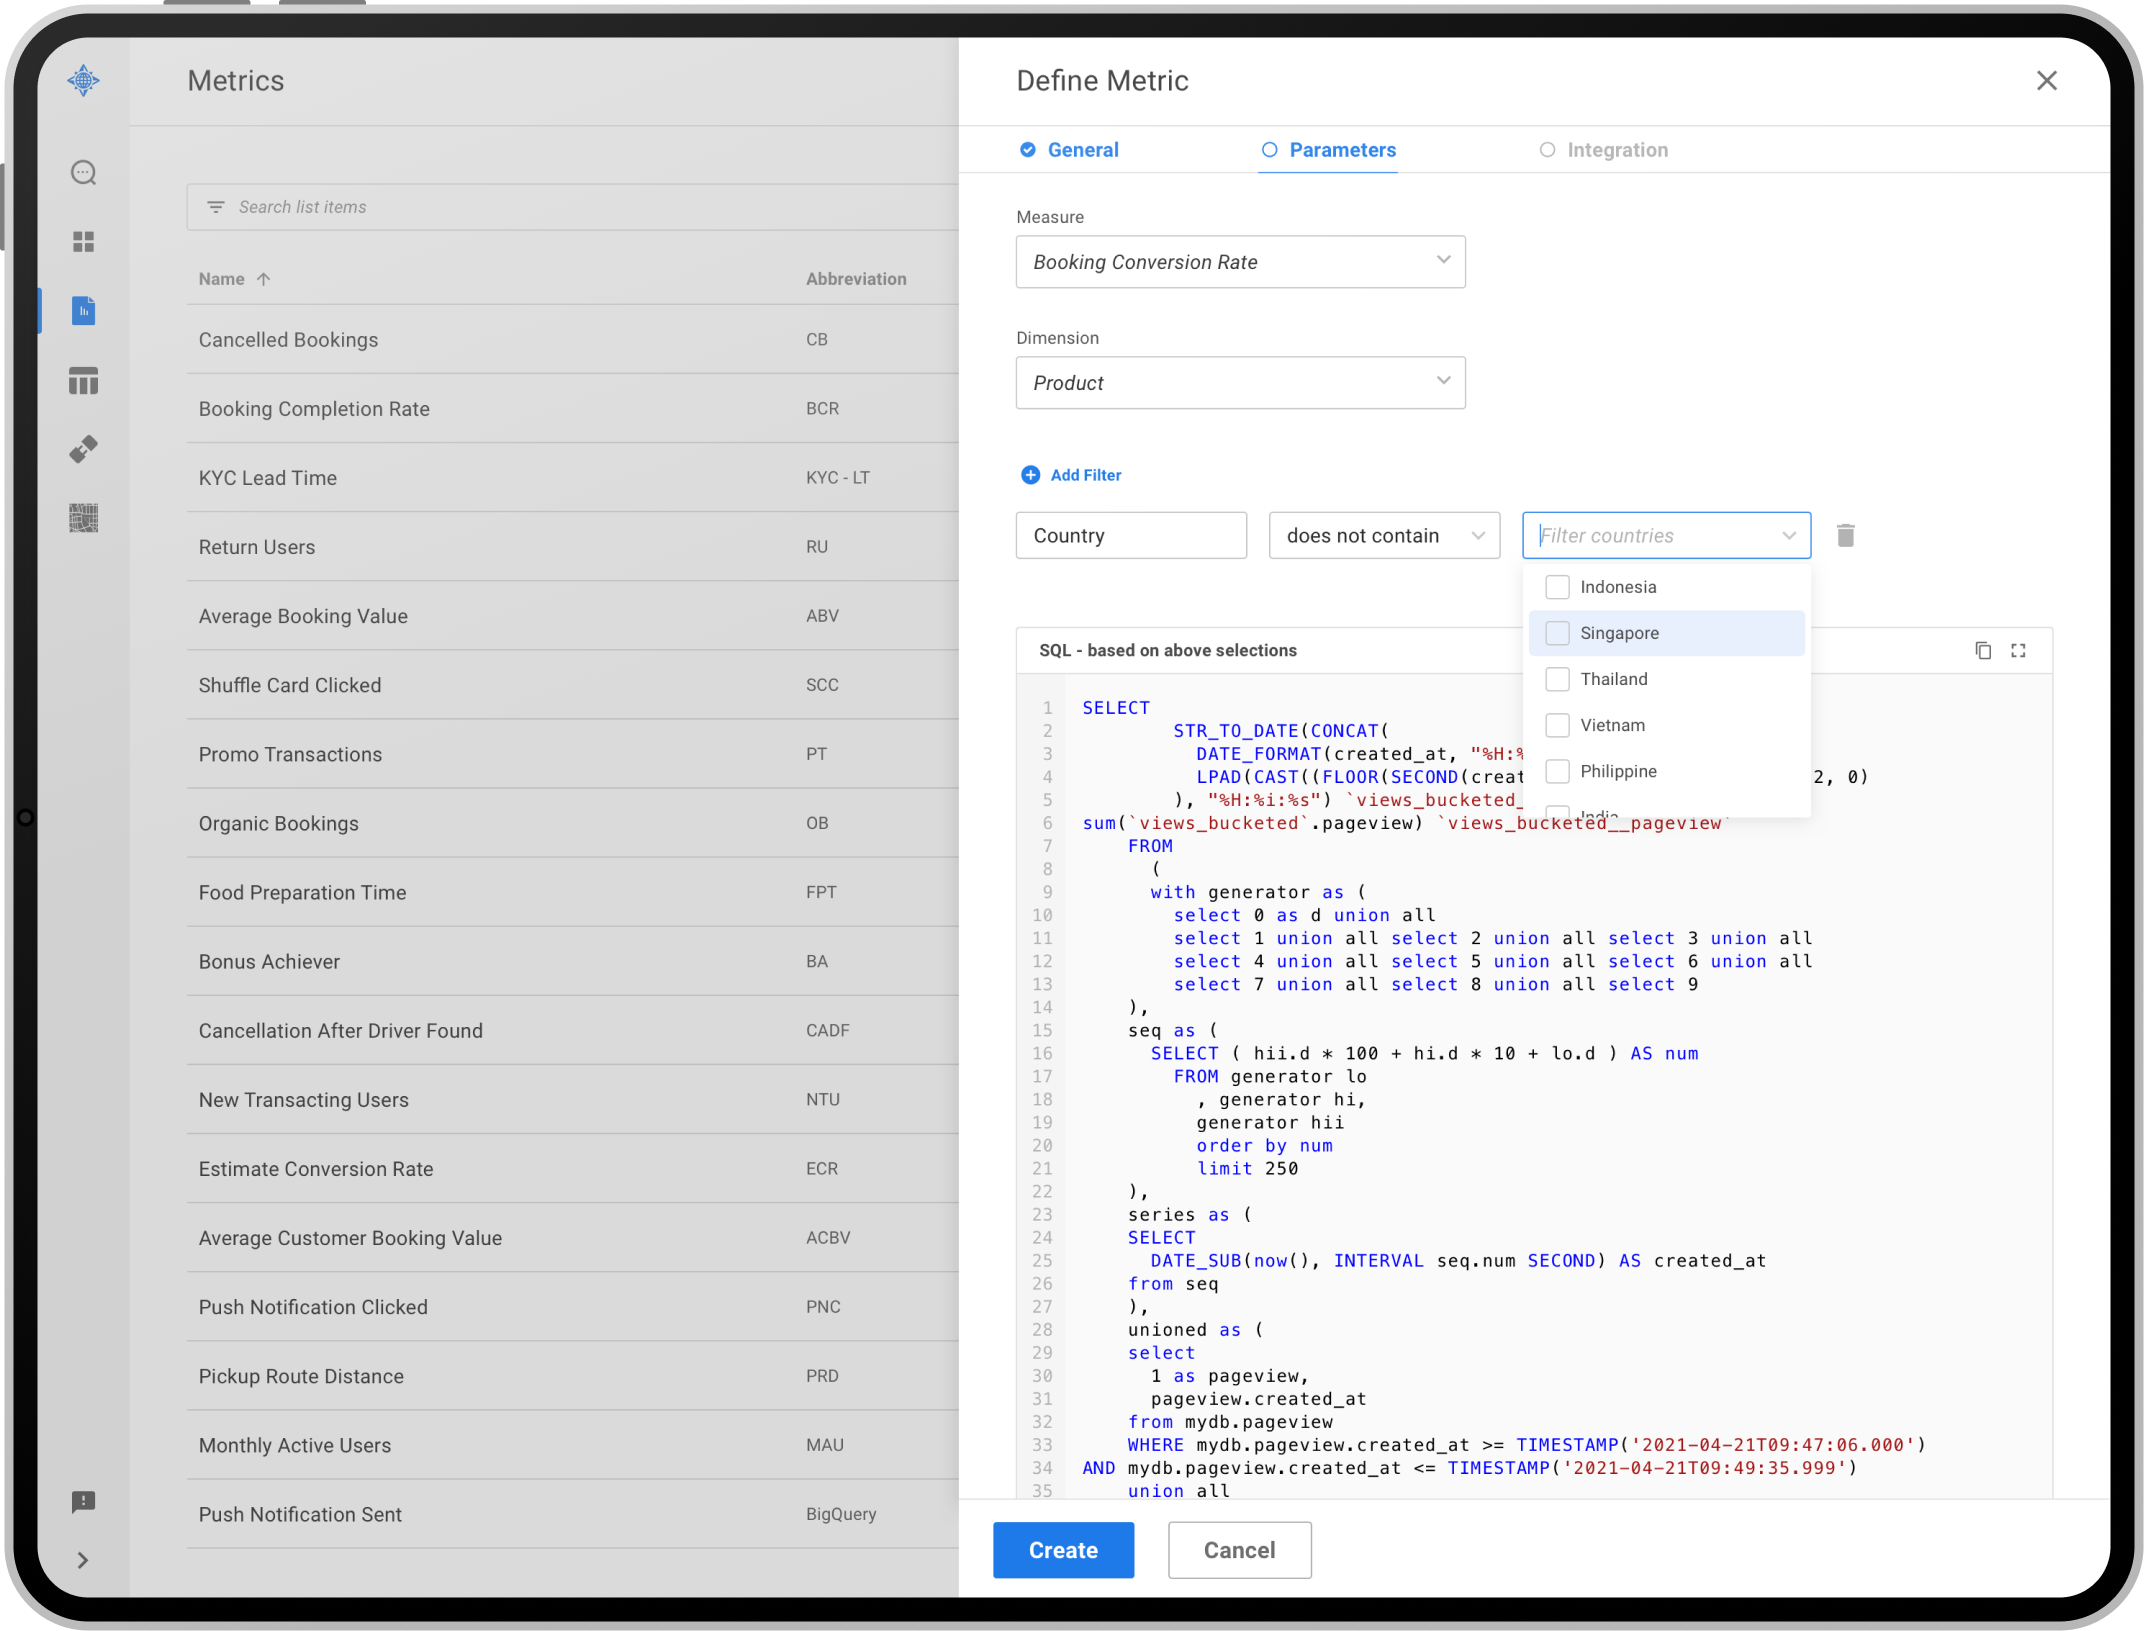 Metrics
Search list items
Name Abbreviation
Cancelled Bookings CB
Booking Completion Rate BCR
KYC Lead Time KYC - LT
Return Users RU
Average Booking Value ABV
Shuffle Card Clicked SCC
Promo Transactions PT
Organic Bookings OB
Food Preparation Time FPT
Bonus Achiever BA
Cancellation After Driver Found CADF
New Transacting Users NTU
Estimate Conversion Rate ECR
Average Customer Booking Value ACBV
Push Notification Clicked PNC
Pickup Route Distance PRD
Monthly Active Users MAU
Push Notification Sent BigQuery
Define Metric
General Parameters Integration
Measure
Booking Conversion Rate
Dimension
Product
Add Filter
Country does not contain Filter countries
Indonesia
Singapore
Thailand
Vietnam
Philippine
India
SQL - based on above selections
1 SELECT
2 STR_TO_DATE(CONCAT(
3 DATE_FORMAT(created_at, "%H:%
4 LPAD(CAST((FLOOR(SECOND(creat 2, 0)
5 ), "%H:%i:%s") `views_bucketed_
6 sum(`views_bucketed`.pageview) `views_bucketed__pageview`
7 FROM
8 (
9 with generator as (
10 select 0 as d union all
11 select 1 union all select 2 union all select 3 union all
12 select 4 union all select 5 union all select 6 union all
13 select 7 union all select 8 union all select 9
14 ),
15 seq as (
16 SELECT ( hii.d * 100 + hi.d * 10 + lo.d ) AS num
17 FROM generator lo
18 , generator hi,
19 generator hii
20 order by num
21 limit 250
22 ),
23 series as (
24 SELECT
25 DATE_SUB(now(), INTERVAL seq.num SECOND) AS created_at
26 from seq
27 ),
28 unioned as (
29 select
30 1 as pageview,
31 pageview.created_at
32 from mydb.pageview
33 WHERE mydb.pageview.created_at >= TIMESTAMP('2021-04-21T09:47:06.000')
34 AND mydb.pageview.created_at <= TIMESTAMP('2021-04-21T09:49:35.999')
35 union all
Create Cancel